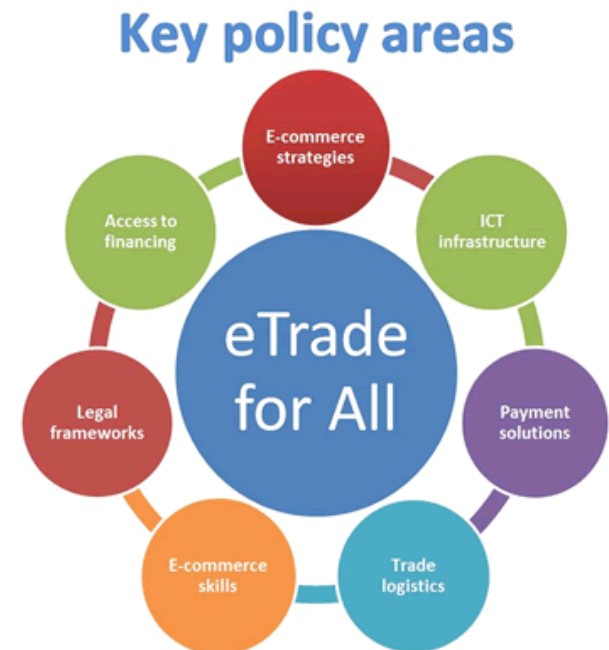 Key policy areas
E-commerce
strategies
ICT
infrastructure
Payment
solutions
Trade
logistics
E-commerce
skills
Legal
frameworks
Access to
financing
eTrade
for All